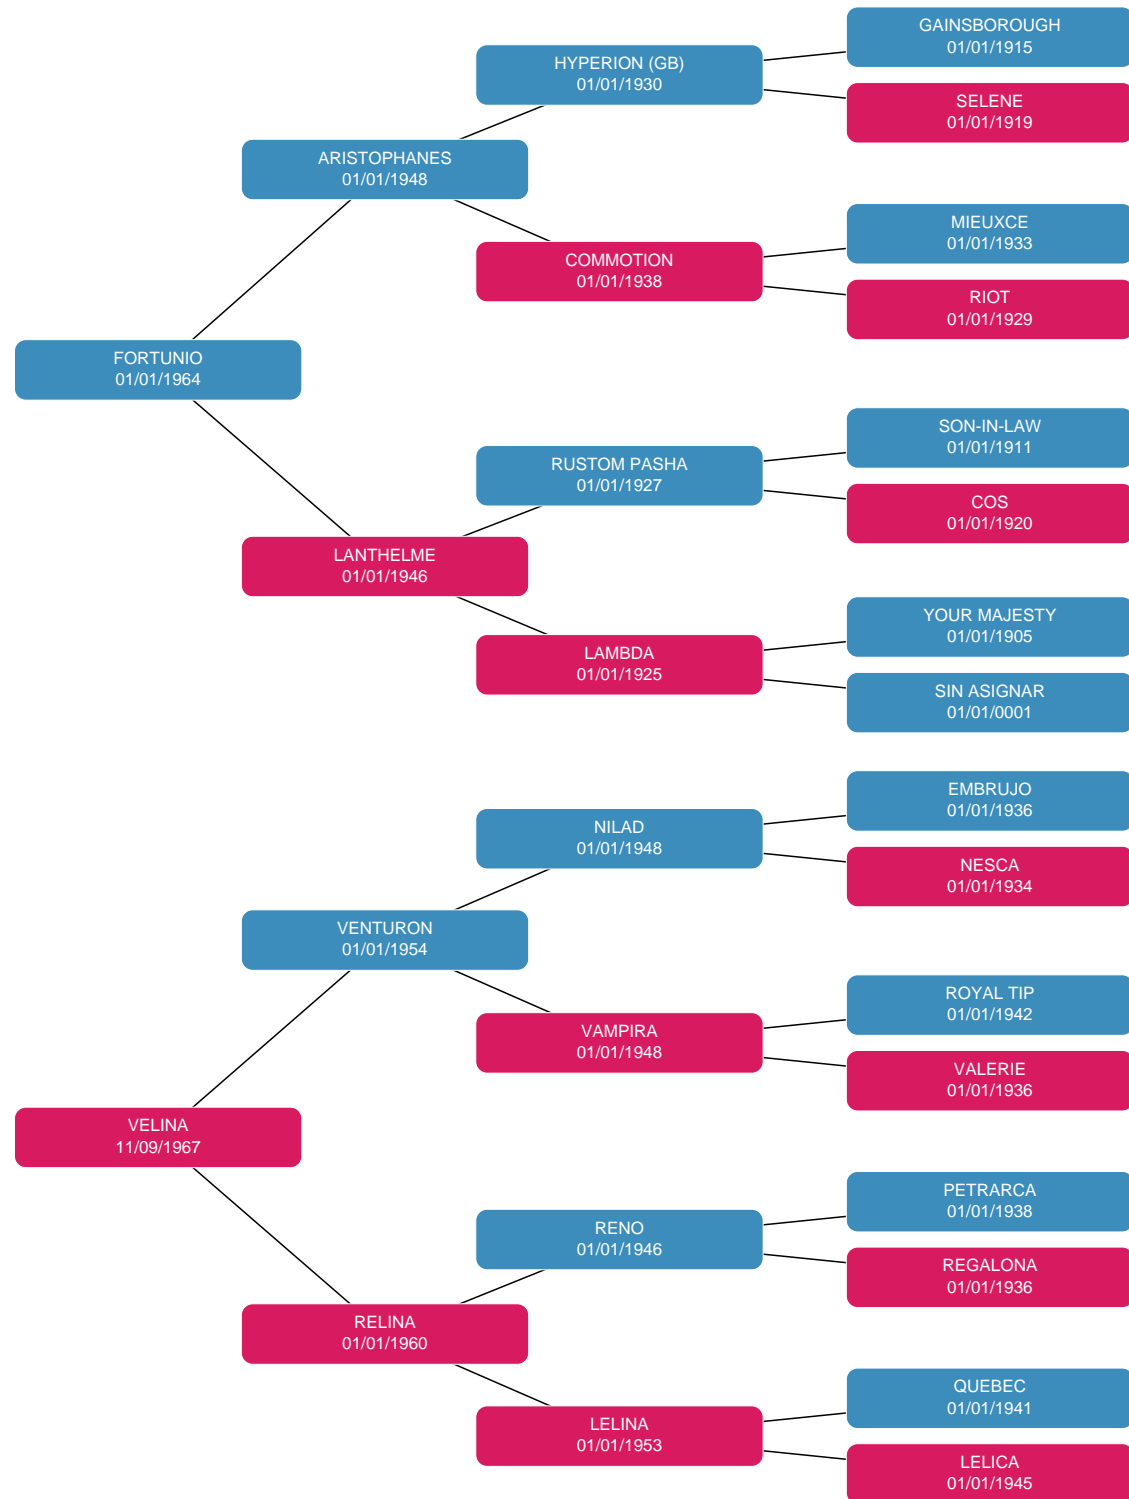 GAINSBOROUGH
01/01/1915
HYPERION (GB)
01/01/1930
SELENE
01/01/1919
ARISTOPHANES
01/01/1948
MIEUXCE
01/01/1933
COMMOTION
01/01/1938
RIOT
01/01/1929
FORTUNIO
01/01/1964
SON-IN-LAW
01/01/1911
RUSTOM PASHA
01/01/1927
COS
01/01/1920
LANTHELME
01/01/1946
YOUR MAJESTY
01/01/1905
LAMBDA
01/01/1925
SIN ASIGNAR
01/01/0001
EMBRUJO
01/01/1936
NILAD
01/01/1948
NESCA
01/01/1934
VENTURON
01/01/1954
ROYAL TIP
01/01/1942
VAMPIRA
01/01/1948
VALERIE
01/01/1936
VELINA
11/09/1967
PETRARCA
01/01/1938
RENO
01/01/1946
REGALONA
01/01/1936
RELINA
01/01/1960
QUEBEC
01/01/1941
LELINA
01/01/1953
LELICA
01/01/1945